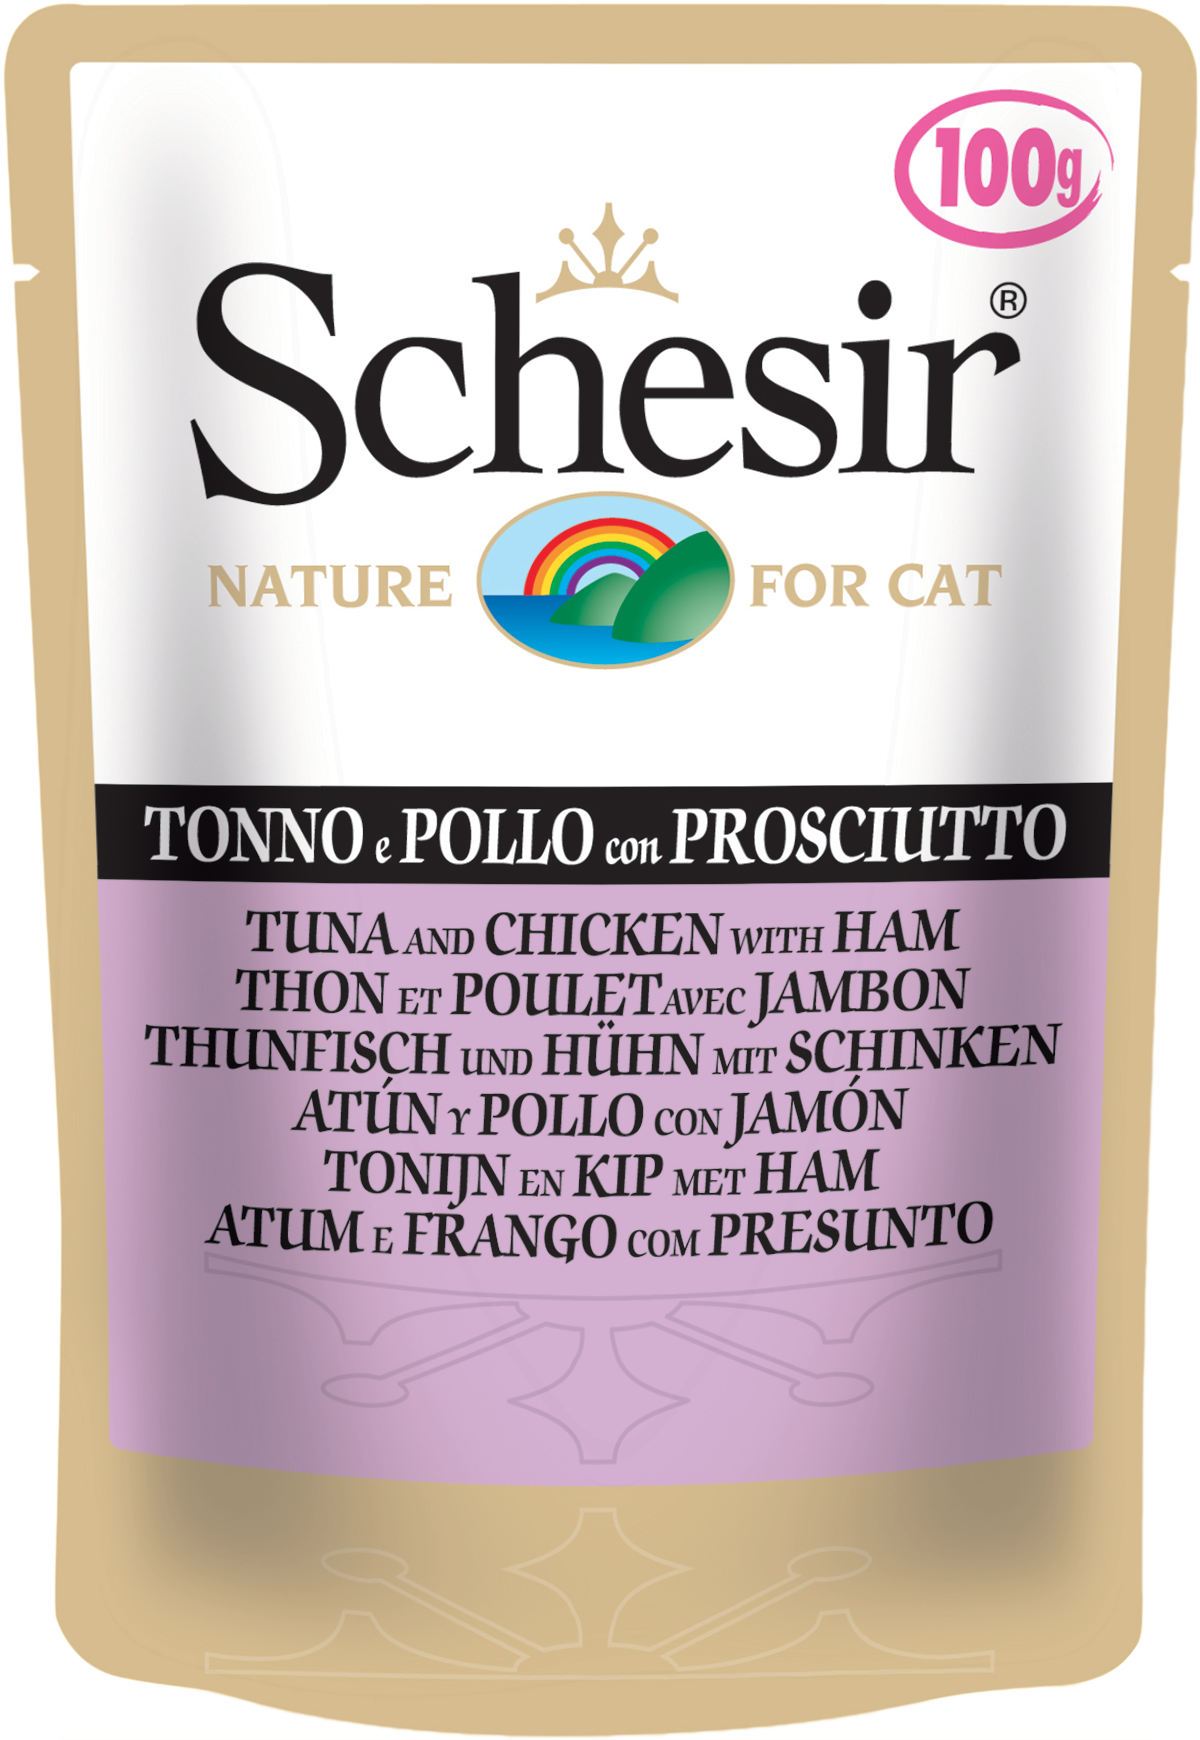 100g
Schesir®
NATURE FOR CAT
TONNO e POLLO con PROSCIUTTO
TUNA AND CHICKEN WITH HAM
THON ET POULET AVEC JAMBON
THUNFISCH UND HÜHN MIT SCHINKEN
ATÚN Y POLLO CON JAMÓN
TONIJN EN KIP MET HAM
ATUM E FRANGO COM PRESUNTO